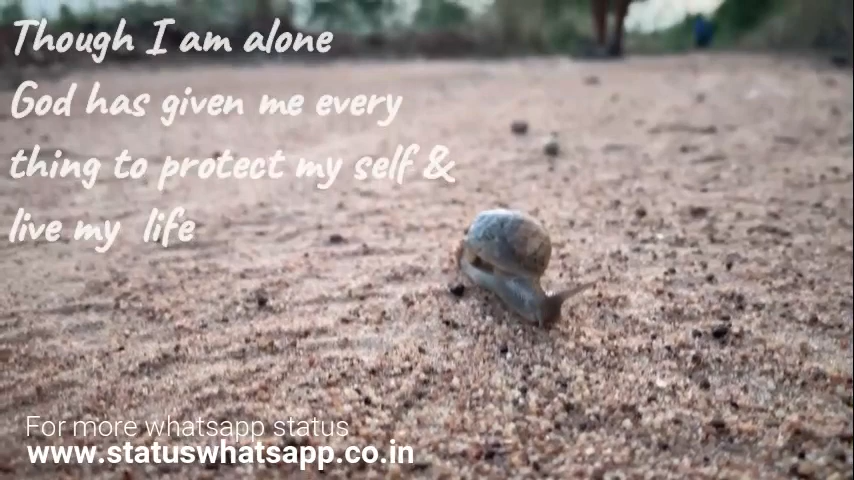 Though I am alone
God has given me every
thing to protect my self &
live my life
For more whatsapp status
www.statuswhatsapp.co.in